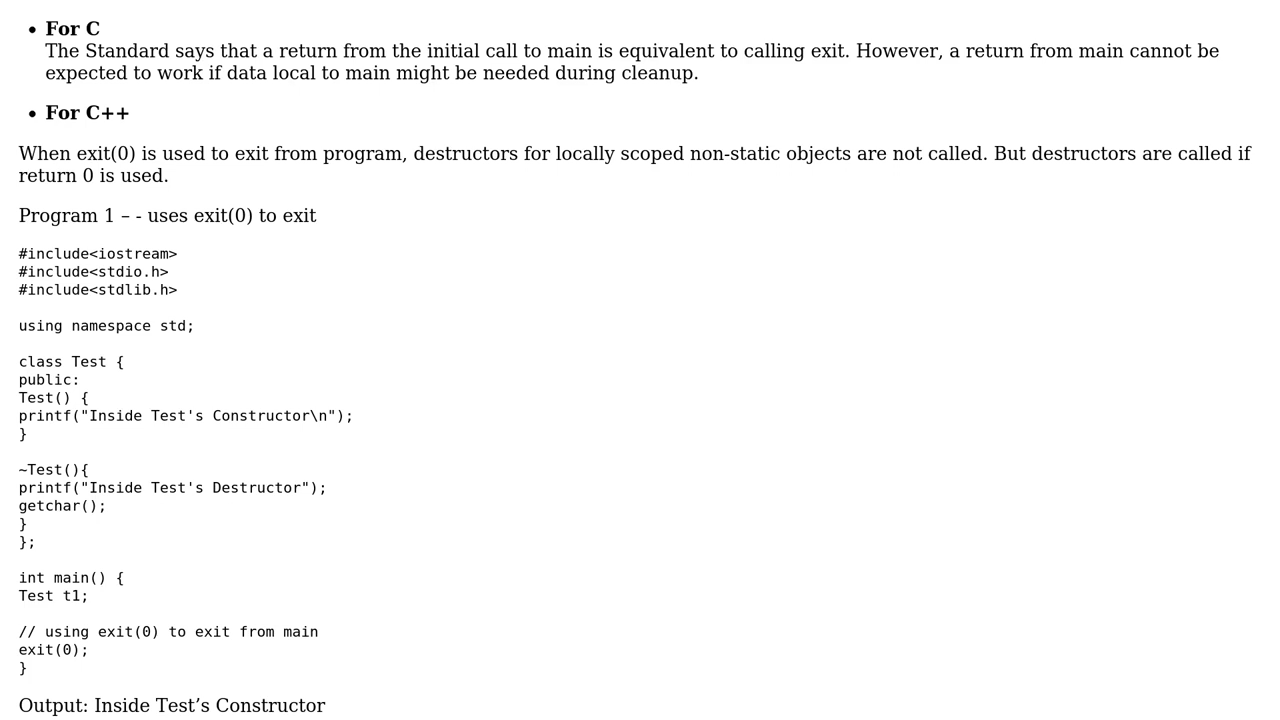 • For C
The Standard says that a return from the initial call to main is equivalent to calling exit. However, a return from main cannot be
expected to work if data local to main might be needed during cleanup.
• For C++
When exit(0) is used to exit from program, destructors for locally scoped non-static objects are not called. But destructors are called if
return 0 is used.
Program 1 – - uses exit(0) to exit
#include<iostream>
#include<stdio.h>
#include<stdlib.h>
using namespace std;
class Test {
public:
Test() {
printf("Inside Test's Constructor\n");
}
~Test(){
printf("Inside Test's Destructor");
getchar();
}
};
int main() {
Test t1;
// using exit(0) to exit from main
exit(0);
}
Output: Inside Test’s Constructor